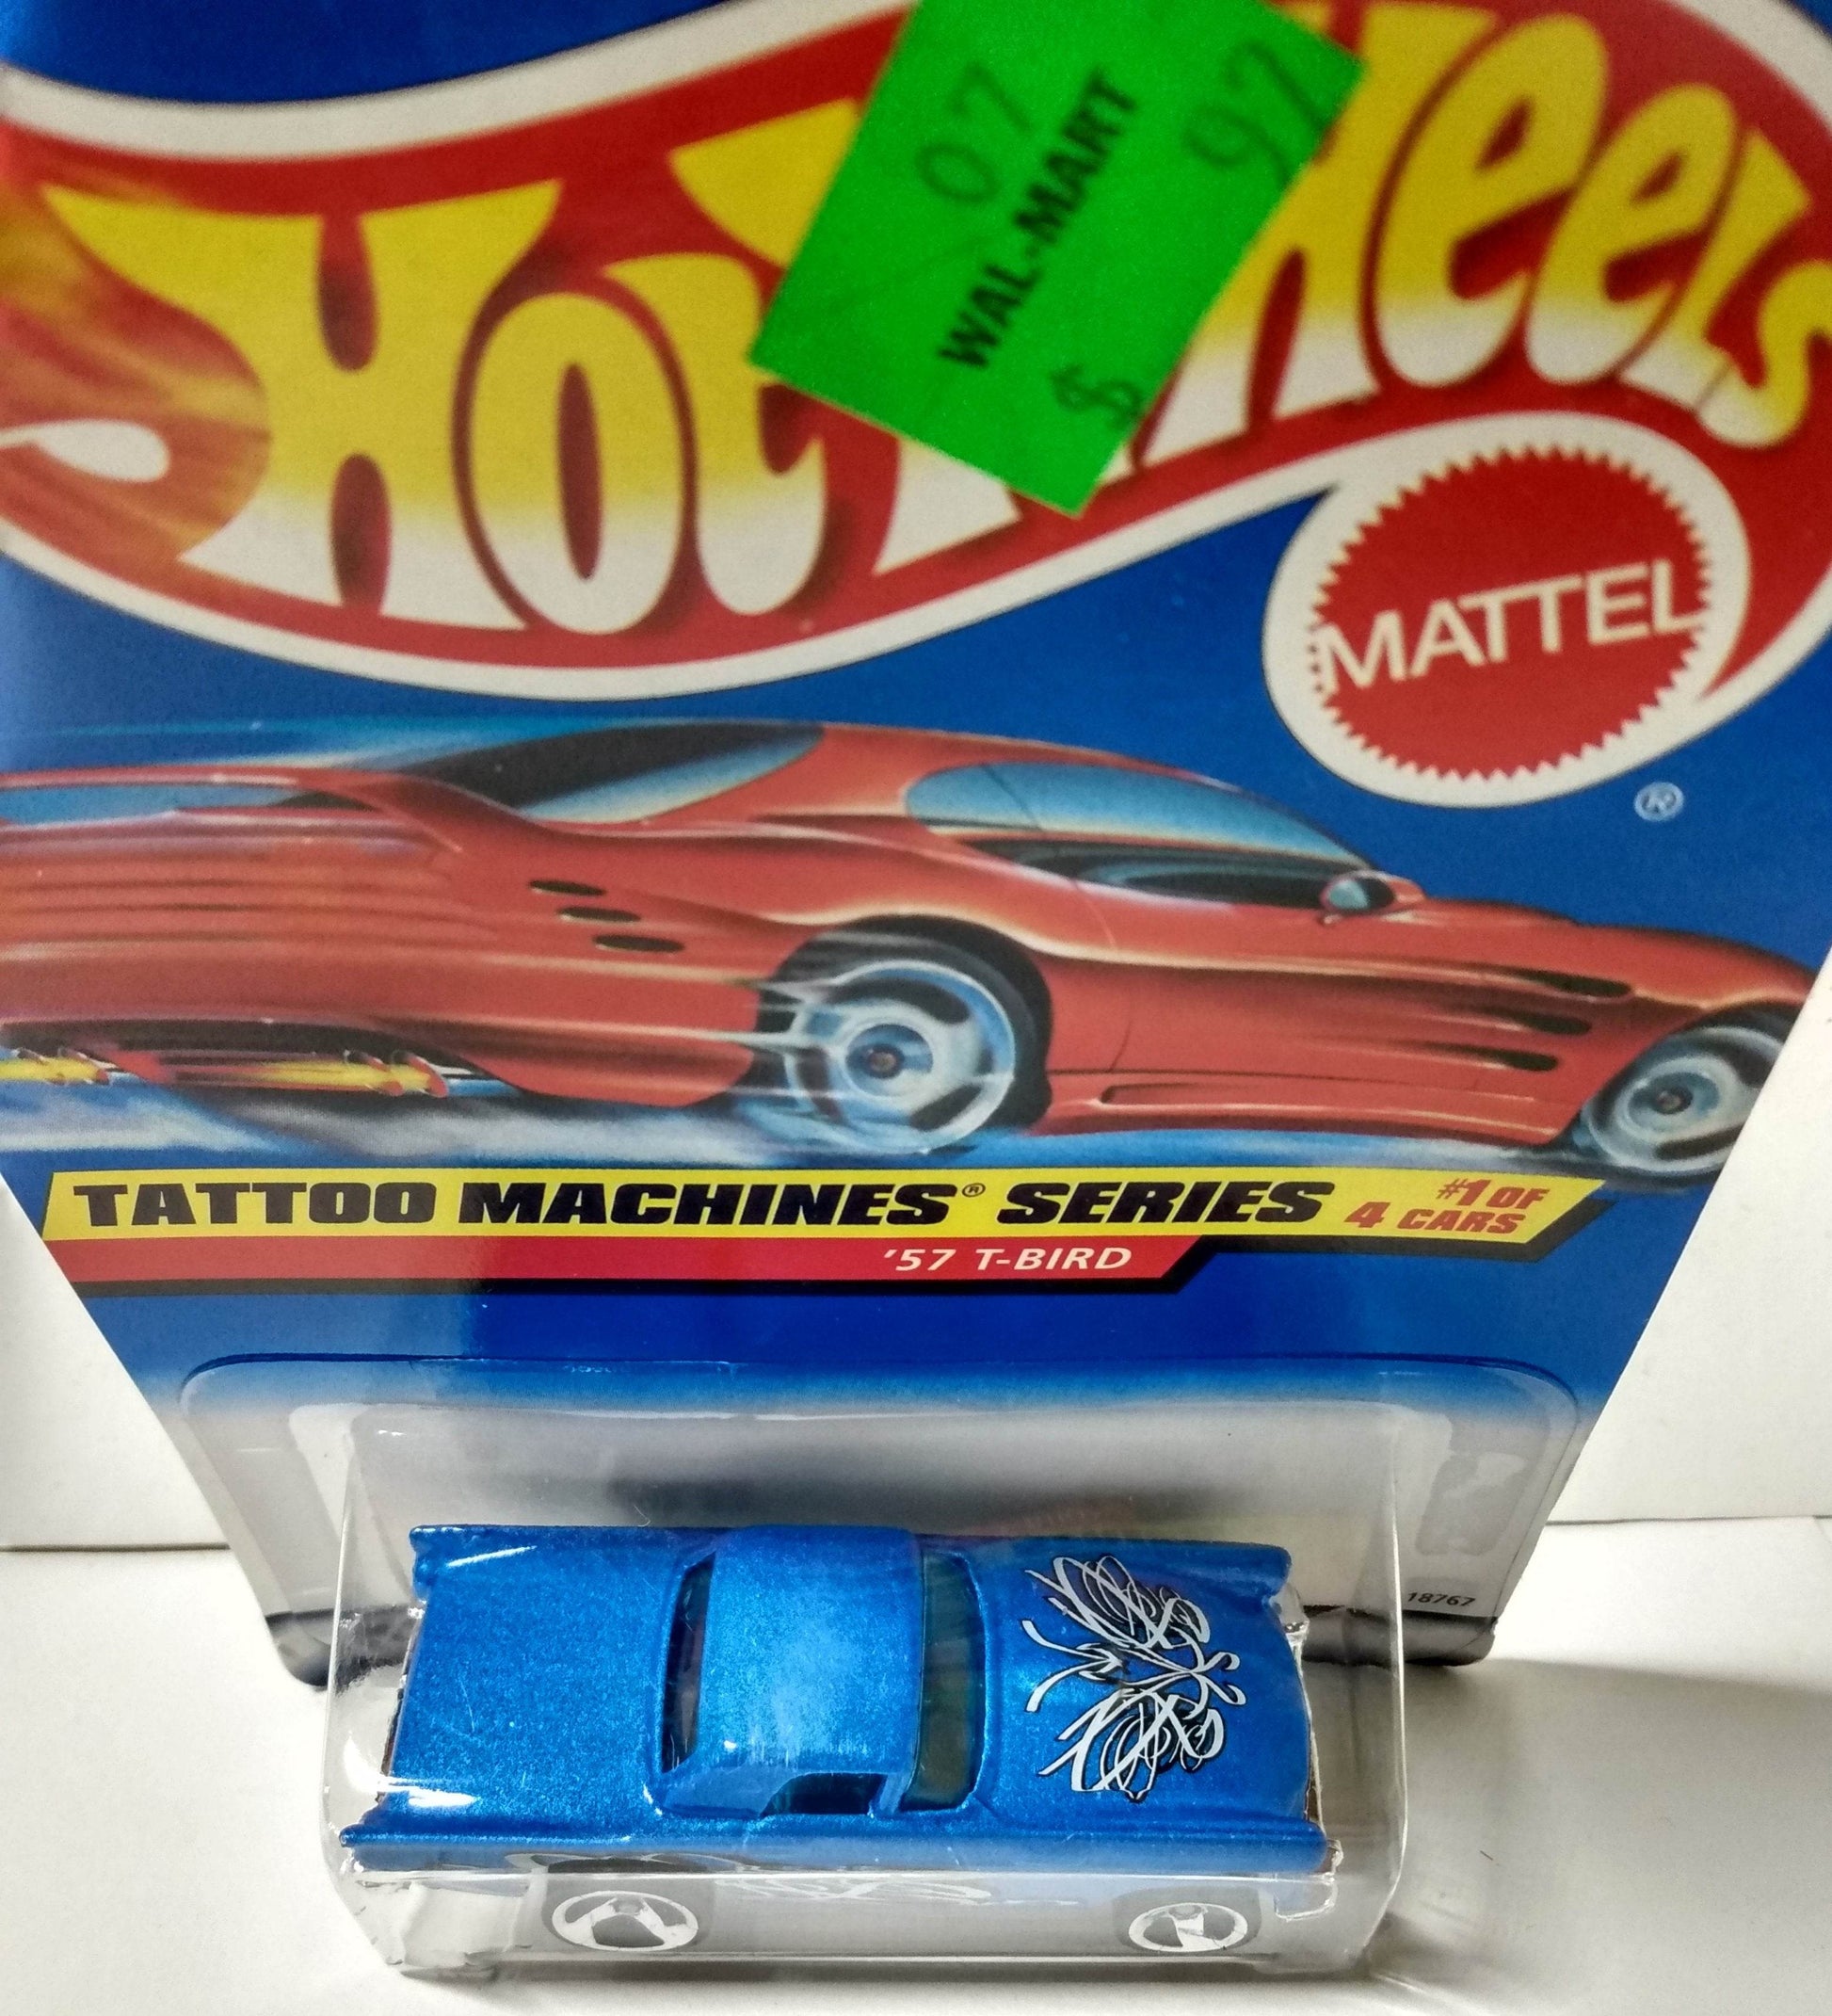 HOT WHEELS
07
WAL-MART
97
$
MATTEL
®
TATTOO MACHINES® SERIES #1 OF
4 CARS
'57 T-BIRD
18767